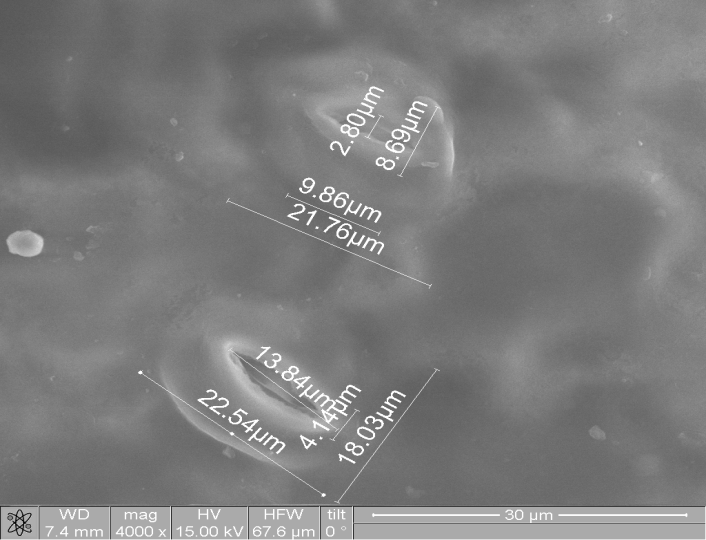 2.80µm
8.69µm
9.86µm
21.76µm
13.84µm
4.14µm
22.54µm
18.03µm
WD mag HV HFW tilt 30 µm
7.4 mm 4000 x 15.00 kV 67.6 µm 0 °